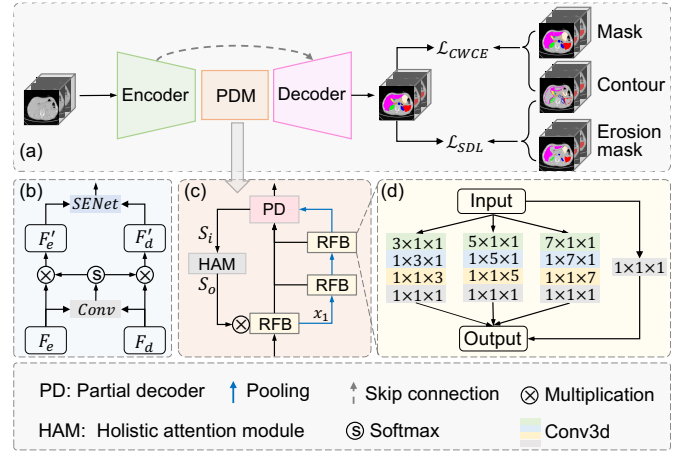 Mask
Encoder
PDM
Decoder
ℒ_CWCE
Contour
ℒ_SDL
Erosion
mask
(a)
(b)
SENet
F′_e
F′_d
S
Conv
F_e
F_d
(c)
PD
S_i
RFB
HAM
S_o
RFB
x_1
RFB
(d)
Input
3×1×1 5×1×1 7×1×1
1×3×1 1×5×1 1×7×1
1×1×3 1×1×5 1×1×7
1×1×1 1×1×1 1×1×1
1×1×1
Output
PD: Partial decoder
Pooling
Skip connection
Multiplication
HAM: Holistic attention module
S Softmax
Conv3d